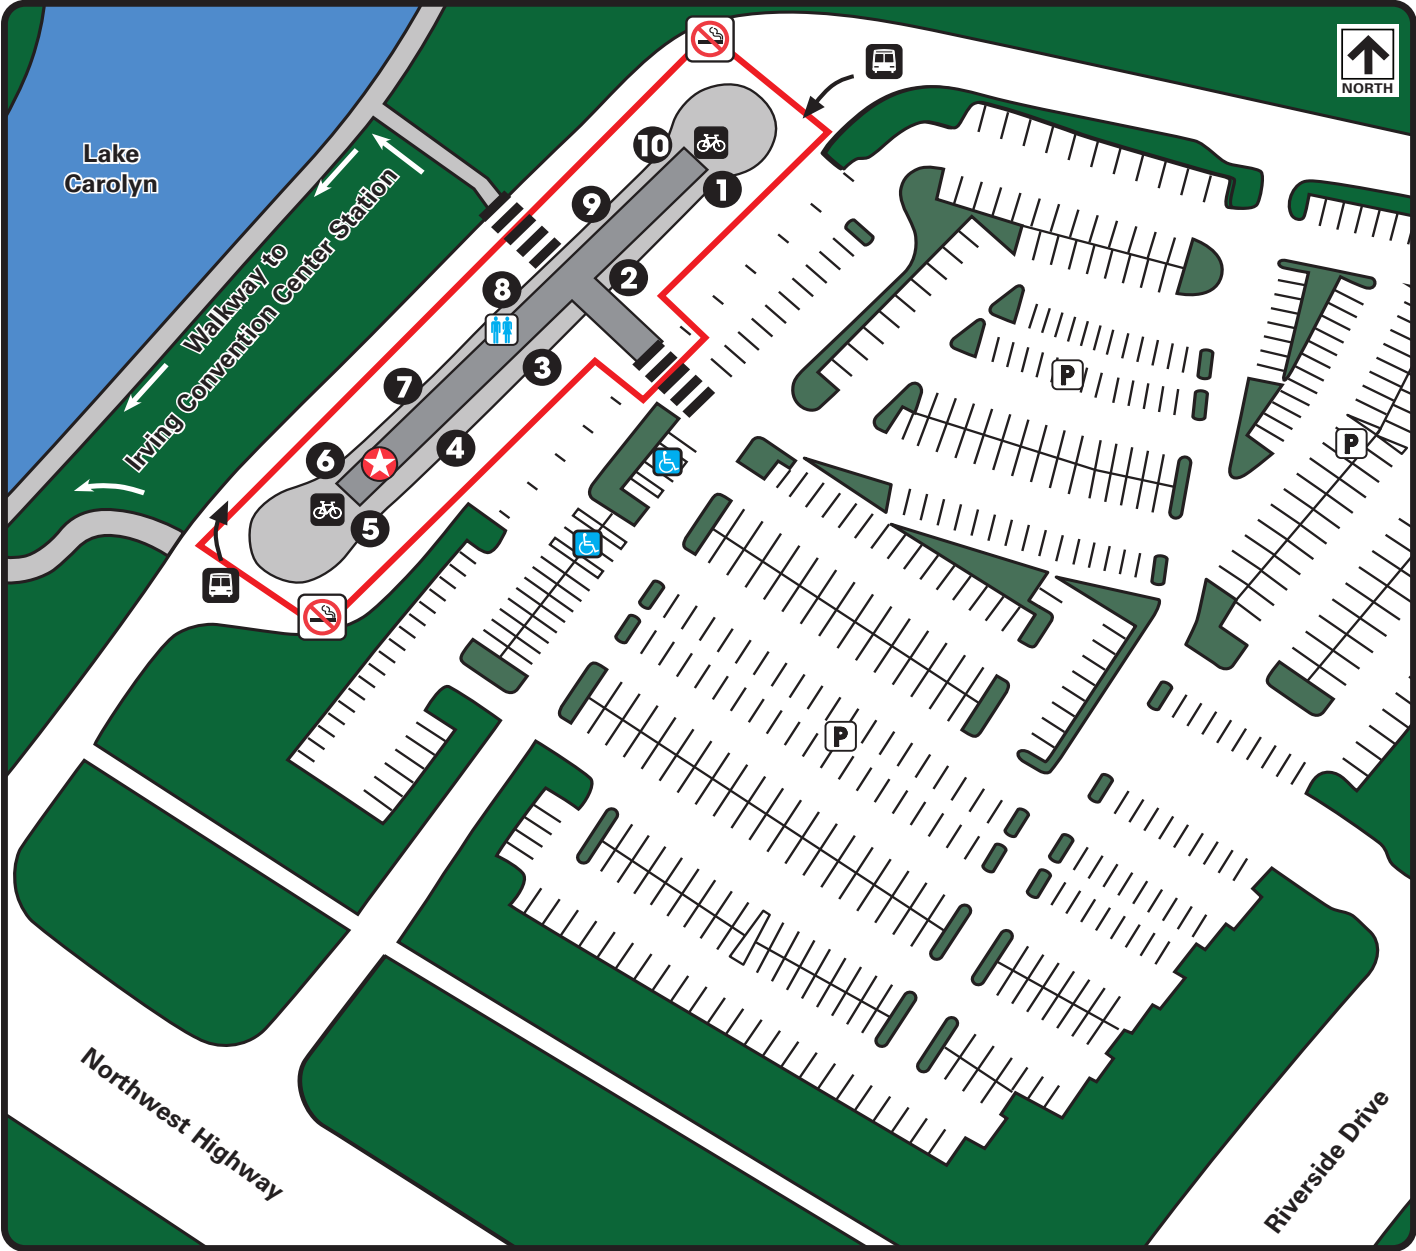 NORTH
Lake
Carolyn
Walkway to
Irving Convention Center Station
10
1
9
2
8
3
7
4
6
5
P
P
P
Northwest Highway
Riverside Drive